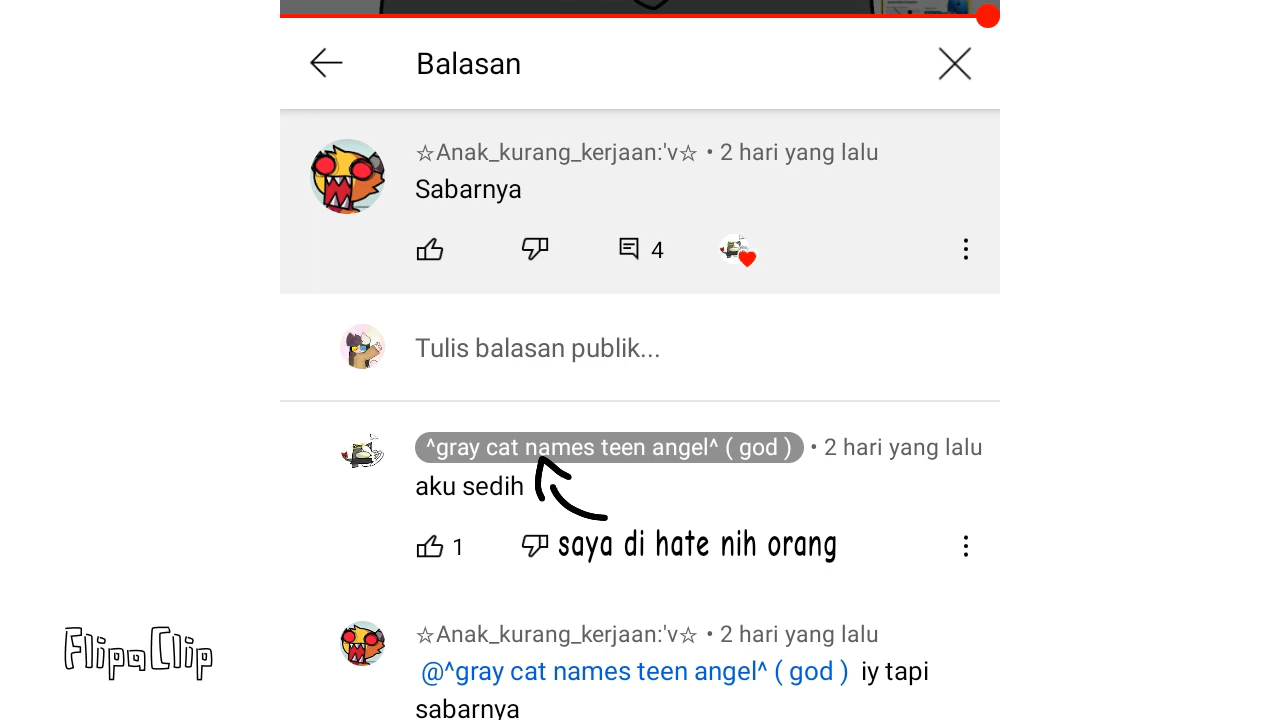 Balasan
☆Anak_kurang_kerjaan:'v☆ • 2 hari yang lalu
Sabarnya
4
Tulis balasan publik...
^gray cat names teen angel^ ( god ) • 2 hari yang lalu
aku sedih
1
saya di hate nih orang
☆Anak_kurang_kerjaan:'v☆ • 2 hari yang lalu
@^gray cat names teen angel^ ( god ) iy tapi
sabarnya
FlipaClip